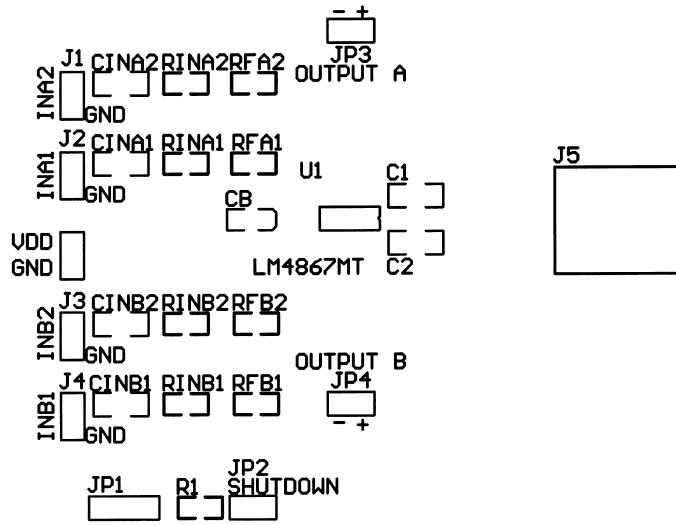 - +
JP3
OUTPUT A
J1
CINA2 RINA2 RFA2
INA2
GND
J2
CINA1 RINA1 RFA1
INA1
GND
U1
C1
J5
CB
VDD
GND
LM4867MT
C2
J3
CINB2 RINB2 RFB2
INB2
GND
OUTPUT B
JP4
- +
J4
CINB1 RINB1 RFB1
INB1
GND
JP1
R1
JP2
SHUTDOWN